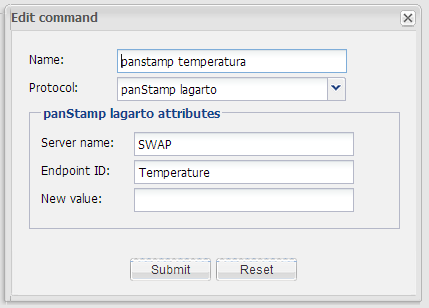 Edit command
Name: panstamp temperatura
Protocol: panStamp lagarto
panStamp lagarto attributes
Server name: SWAP
Endpoint ID: Temperature
New value:
Submit Reset